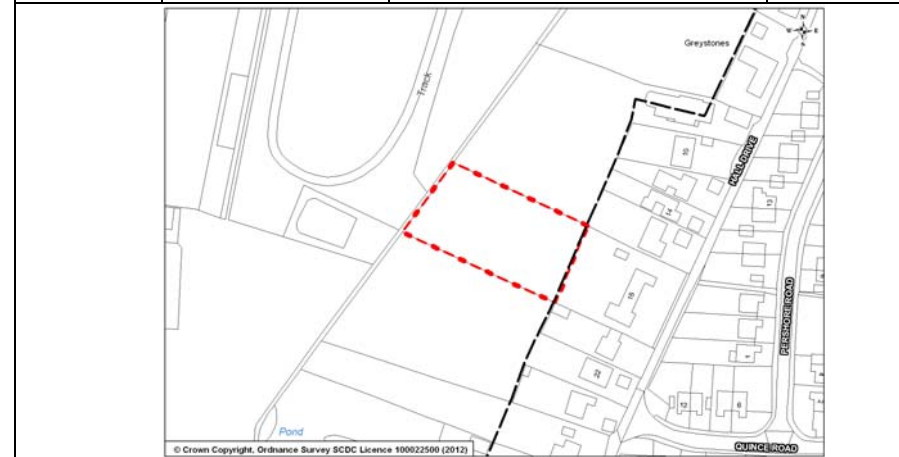 Greystones
N
W E
S
Track
HALL DRIVE
10
14
13
18
PERSHORE ROAD
1
22
12
6
Pond
QUINCE ROAD
© Crown Copyright. Ordnance Survey SCDC Licence 100022500 (2012)